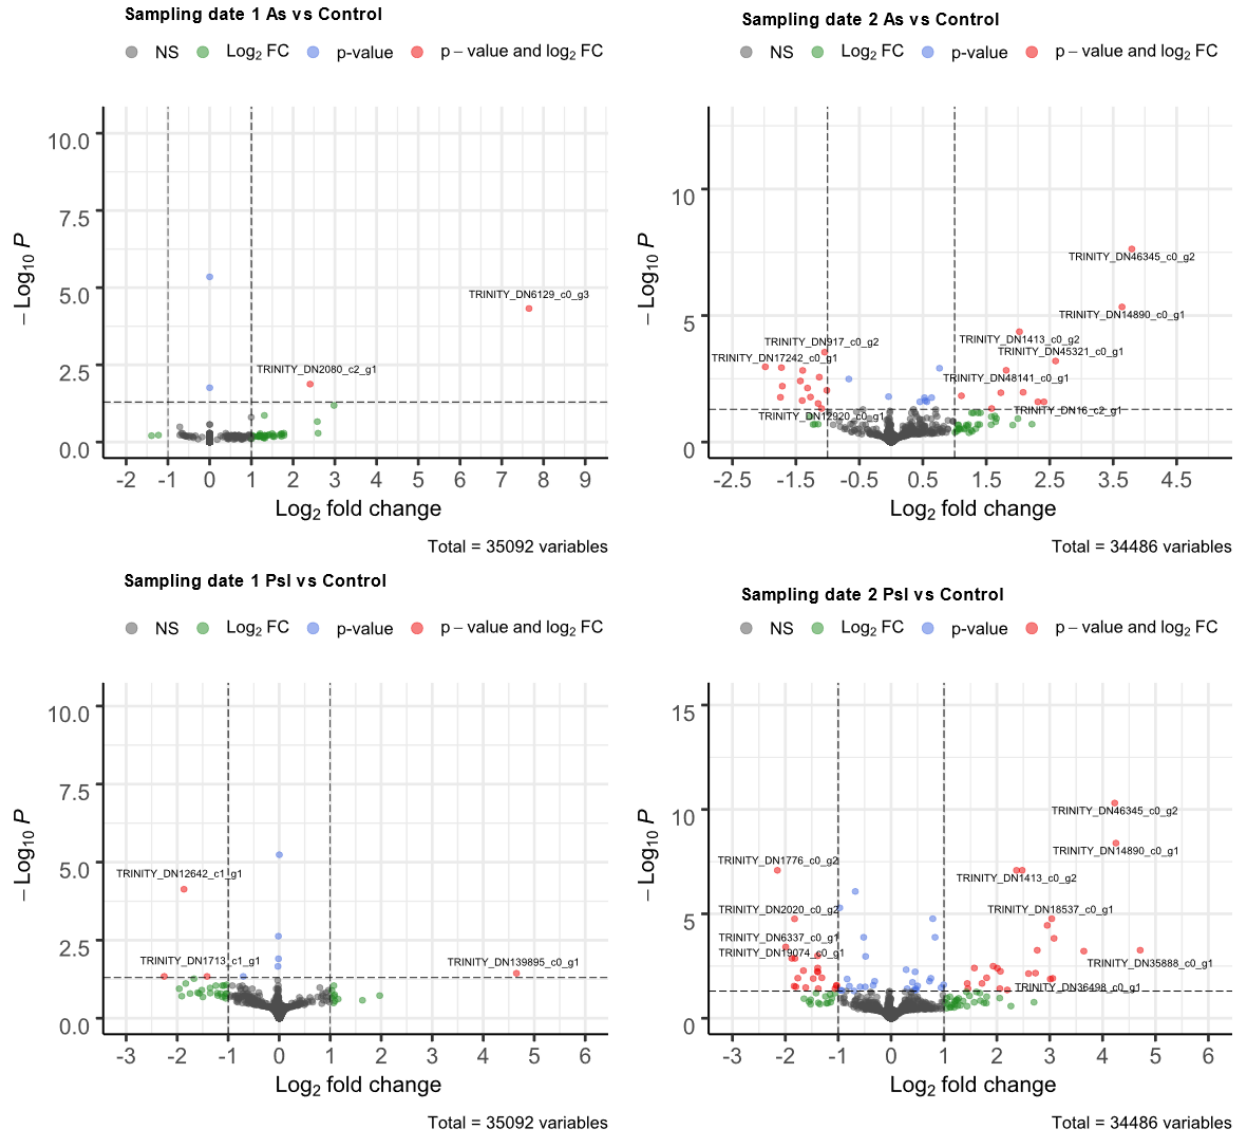 Sampling date 1 As vs Control
NS Log2 FC p-value p – value and log2 FC
10.0
7.5
5.0
2.5
0.0
– Log10 P
TRINITY_DN6129_c0_g3
TRINITY_DN2080_c2_g1
-2 -1 0 1 2 3 4 5 6 7 8 9
Log2 fold change
Total = 35092 variables
Sampling date 2 As vs Control
NS Log2 FC p-value p – value and log2 FC
10
5
0
– Log10 P
TRINITY_DN46345_c0_g2
TRINITY_DN14890_c0_g1
TRINITY_DN917_c0_g2
TRINITY_DN1413_c0_g2
TRINITY_DN45321_c0_g1
TRINITY_DN17242_c0_g1
TRINITY_DN48141_c0_g1
TRINITY_DN16_c2_g1
TRINITY_DN12920_c0_g1
-2.5 -1.5 -0.5 0.5 1.5 2.5 3.5 4.5
Log2 fold change
Total = 34486 variables
Sampling date 1 Psl vs Control
NS Log2 FC p-value p – value and log2 FC
10.0
7.5
5.0
2.5
0.0
– Log10 P
TRINITY_DN12642_c1_g1
TRINITY_DN1713_c1_g1
TRINITY_DN139895_c0_g1
-3 -2 -1 0 1 2 3 4 5 6
Log2 fold change
Total = 35092 variables
Sampling date 2 Psl vs Control
NS Log2 FC p-value p – value and log2 FC
15
10
5
0
– Log10 P
TRINITY_DN46345_c0_g2
TRINITY_DN14890_c0_g1
TRINITY_DN1776_c0_g2
TRINITY_DN1413_c0_g2
TRINITY_DN2020_c0_g2
TRINITY_DN18537_c0_g1
TRINITY_DN6337_c0_g1
TRINITY_DN19074_c0_g1
TRINITY_DN35888_c0_g1
TRINITY_DN36498_c0_g1
-3 -2 -1 0 1 2 3 4 5 6
Log2 fold change
Total = 34486 variables